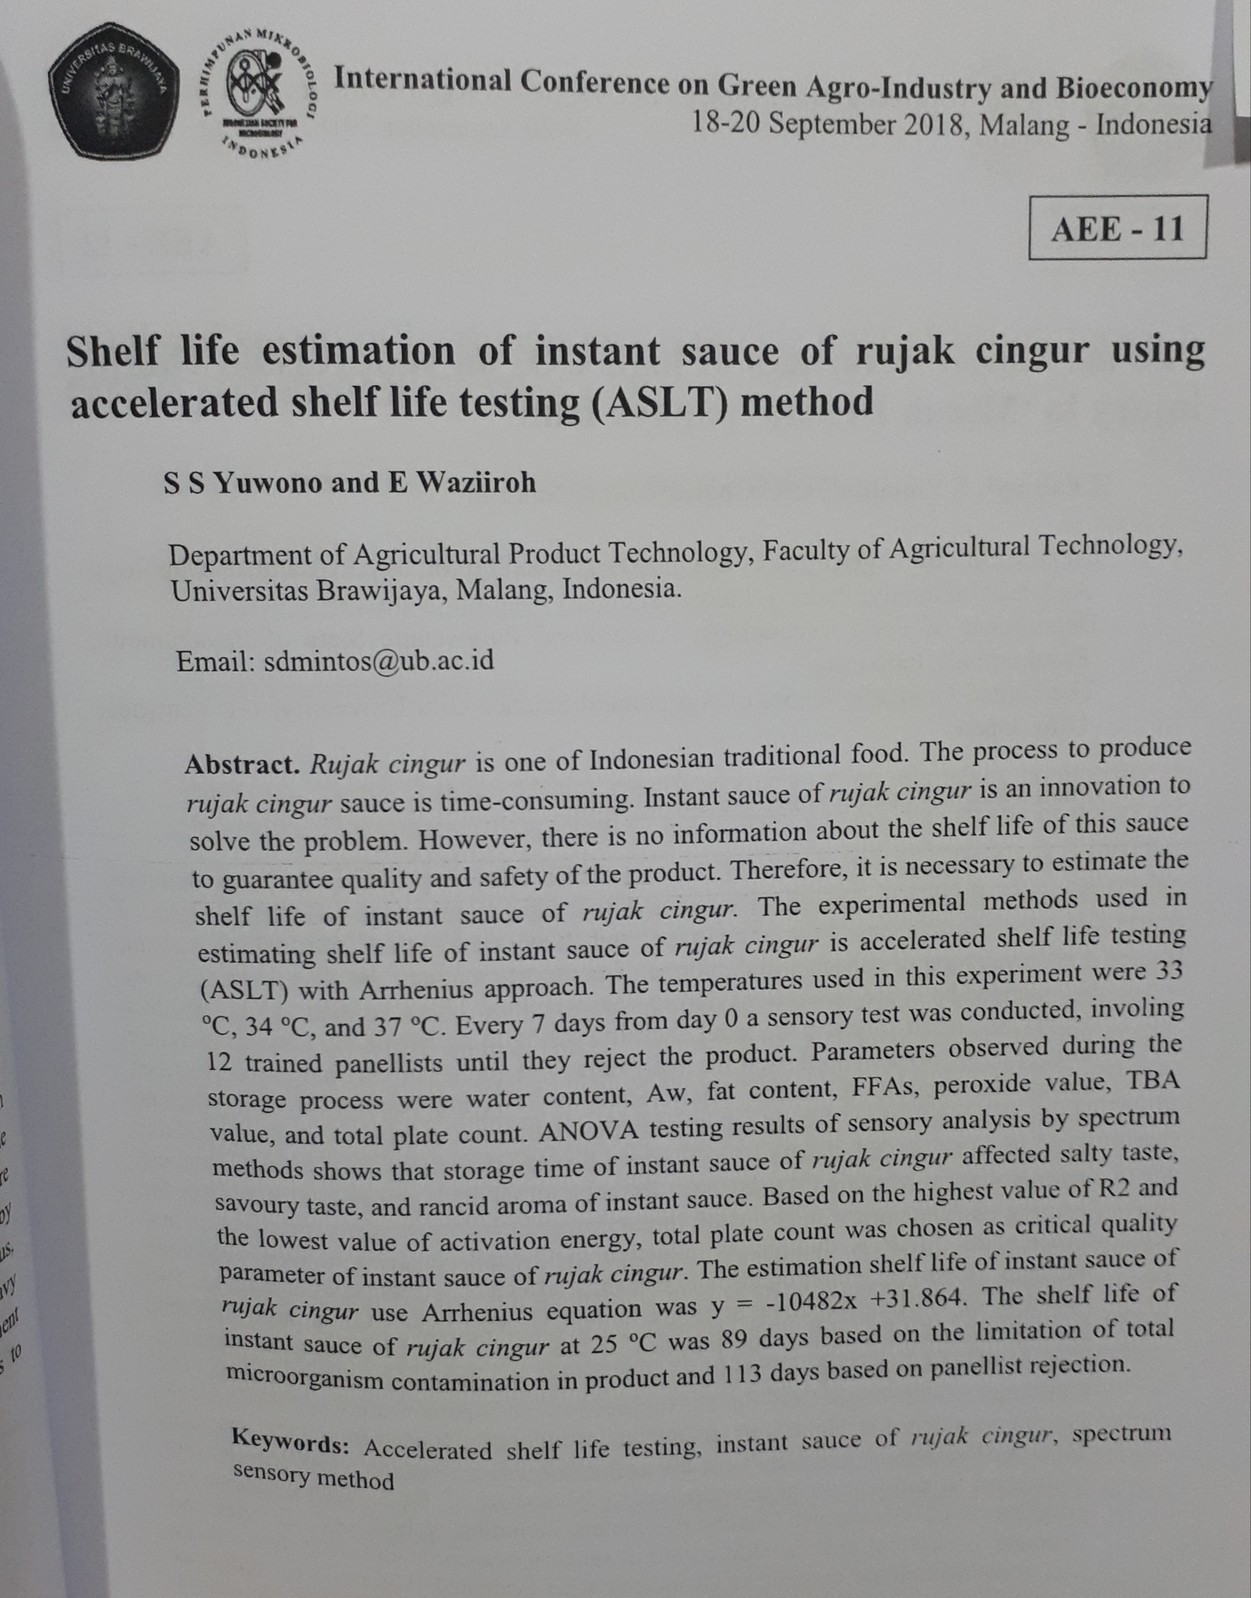 UNIVERSITAS BRAWIJAYA
PERHIMPUNAN MIKROBIOLOGI
INDONESIA
International Conference on Green Agro-Industry and Bioeconomy
18-20 September 2018, Malang - Indonesia
AEE - 11
Shelf life estimation of instant sauce of rujak cingur using
accelerated shelf life testing (ASLT) method
S S Yuwono and E Waziiroh
Department of Agricultural Product Technology, Faculty of Agricultural Technology,
Universitas Brawijaya, Malang, Indonesia.
Email: sdmintos@ub.ac.id
Abstract. Rujak cingur is one of Indonesian traditional food. The process to produce
rujak cingur sauce is time-consuming. Instant sauce of rujak cingur is an innovation to
solve the problem. However, there is no information about the shelf life of this sauce
to guarantee quality and safety of the product. Therefore, it is necessary to estimate the
shelf life of instant sauce of rujak cingur. The experimental methods used in
estimating shelf life of instant sauce of rujak cingur is accelerated shelf life testing
(ASLT) with Arrhenius approach. The temperatures used in this experiment were 33
ºC, 34 ºC, and 37 ºC. Every 7 days from day 0 a sensory test was conducted, involing
12 trained panellists until they reject the product. Parameters observed during the
storage process were water content, Aw, fat content, FFAs, peroxide value, TBA
value, and total plate count. ANOVA testing results of sensory analysis by spectrum
methods shows that storage time of instant sauce of rujak cingur affected salty taste,
savoury taste, and rancid aroma of instant sauce. Based on the highest value of R2 and
the lowest value of activation energy, total plate count was chosen as critical quality
parameter of instant sauce of rujak cingur. The estimation shelf life of instant sauce of
rujak cingur use Arrhenius equation was y = -10482x +31.864. The shelf life of
instant sauce of rujak cingur at 25 ºC was 89 days based on the limitation of total
microorganism contamination in product and 113 days based on panellist rejection.
Keywords: Accelerated shelf life testing, instant sauce of rujak cingur, spectrum
sensory method